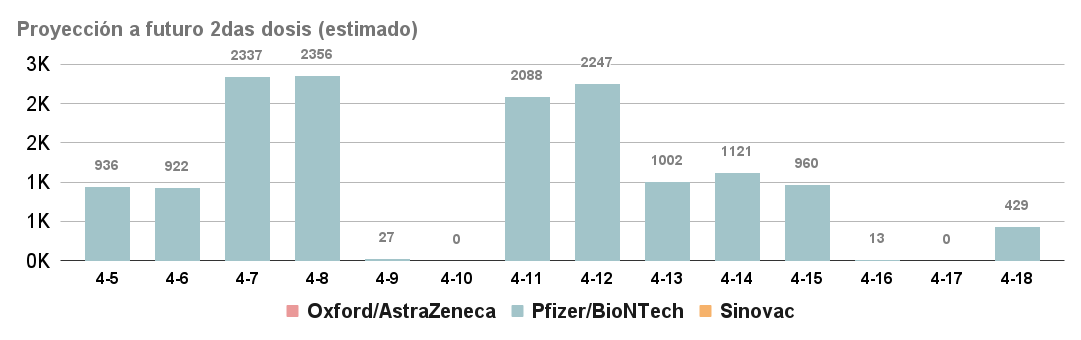 Proyección a futuro 2das dosis (estimado)
3K
2K
2K
1K
1K
0K
936
922
2337
2356
27
0
2088
2247
1002
1121
960
13
0
429
4-5
4-6
4-7
4-8
4-9
4-10
4-11
4-12
4-13
4-14
4-15
4-16
4-17
4-18
Oxford/AstraZeneca
Pfizer/BioNTech
Sinovac